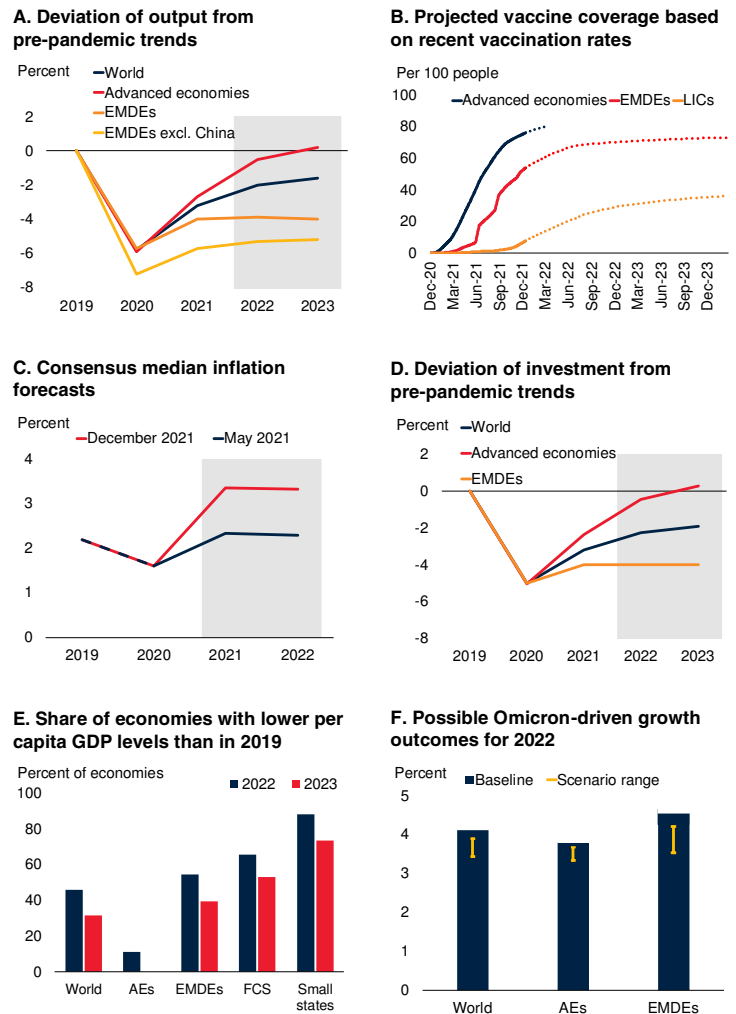 A. Deviation of output from
pre-pandemic trends
Percent
World
Advanced economies
EMDEs
EMDEs excl. China
2
0
-2
-4
-6
-8
2019 2020 2021 2022 2023
B. Projected vaccine coverage based
on recent vaccination rates
Per 100 people
100
Advanced economies EMDEs LICs
80
60
40
20
0
Dec-20 Mar-21 Jun-21 Sep-21 Dec-21 Mar-22 Jun-22 Sep-22 Dec-22 Mar-23 Jun-23 Sep-23 Dec-23
C. Consensus median inflation
forecasts
Percent
December 2021 May 2021
4
3
2
1
0
2019 2020 2021 2022
D. Deviation of investment from
pre-pandemic trends
Percent
World
Advanced economies
EMDEs
2
0
-2
-4
-6
-8
2019 2020 2021 2022 2023
E. Share of economies with lower per
capita GDP levels than in 2019
Percent of economies
2022 2023
100
80
60
40
20
0
World AEs EMDEs FCS Small
states
F. Possible Omicron-driven growth
outcomes for 2022
Percent
Baseline Scenario range
5
4
3
2
1
0
World AEs EMDEs